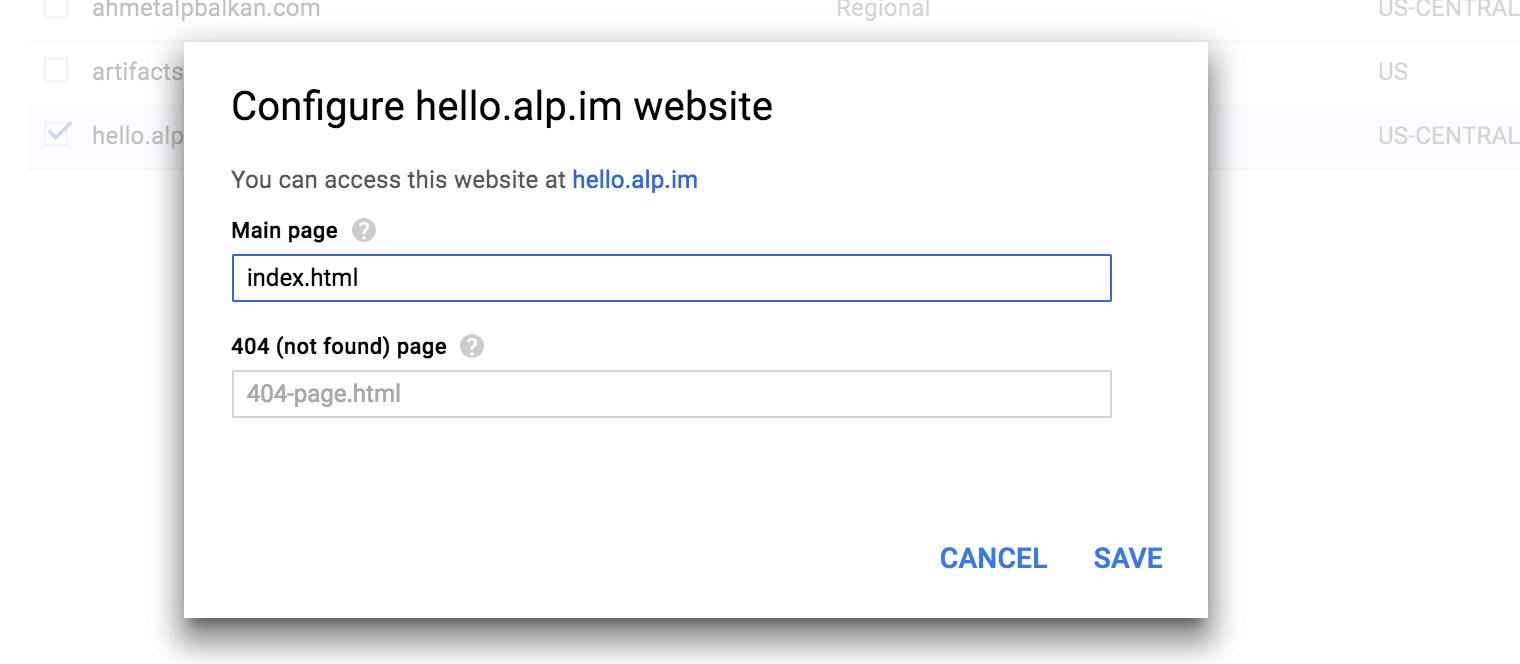 ahmetalpbalkan.com Regional US-CENTRAL
artifacts US
hello.alp US-CENTRAL
Configure hello.alp.im website
You can access this website at hello.alp.im
Main page ?
index.html
404 (not found) page ?
404-page.html
CANCEL SAVE